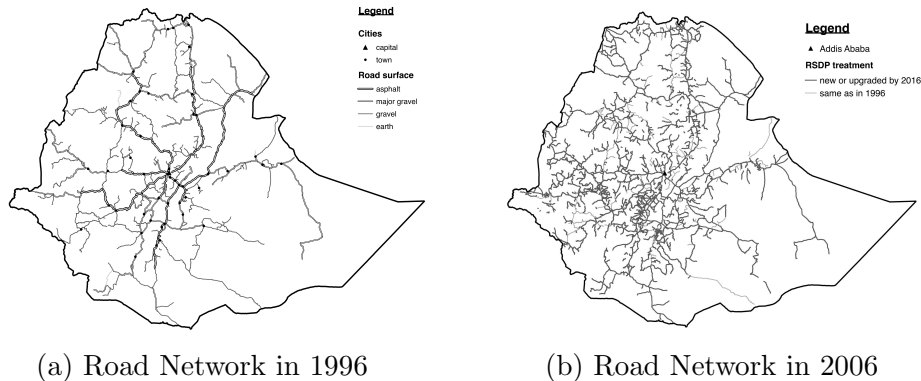 Legend
Cities
capital
town
Road surface
asphalt
major gravel
gravel
earth
(a) Road Network in 1996
Legend
Addis Ababa
RSDP treatment
new or upgraded by 2016
same as in 1996
(b) Road Network in 2006